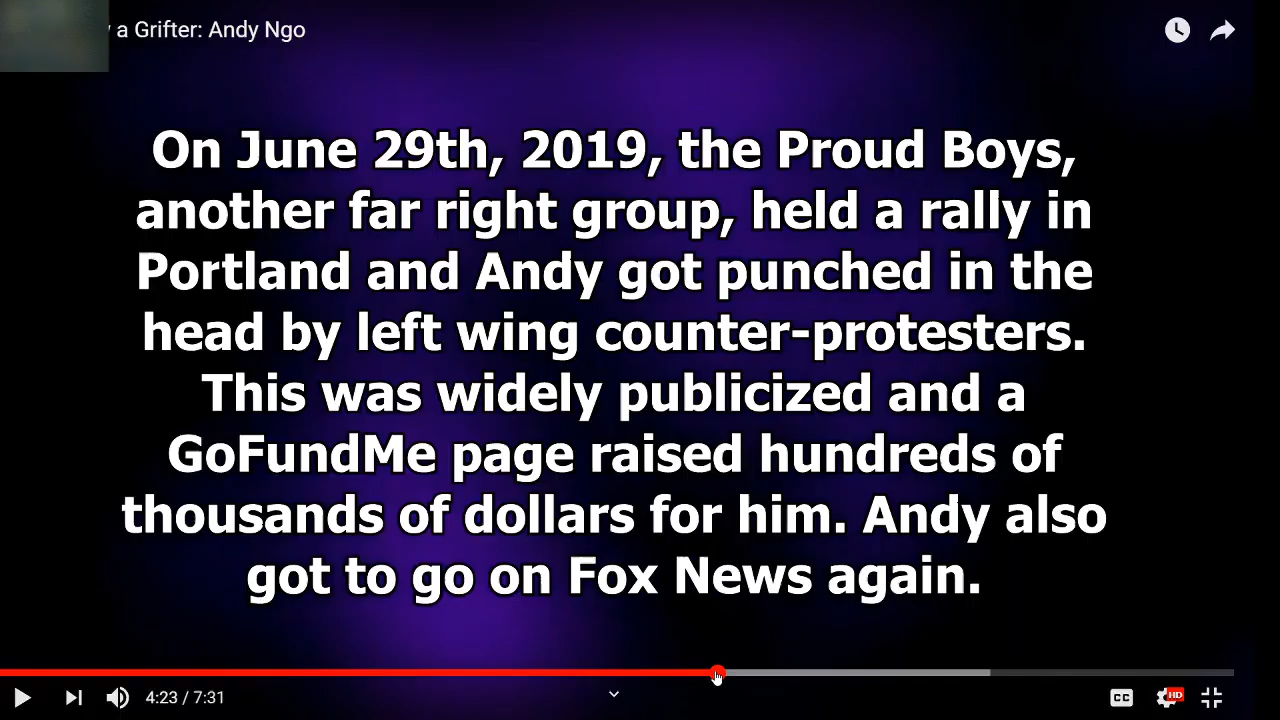 a Grifter: Andy Ngo
On June 29th, 2019, the Proud Boys,
another far right group, held a rally in
Portland and Andy got punched in the
head by left wing counter-protesters.
This was widely publicized and a
GoFundMe page raised hundreds of
thousands of dollars for him. Andy also
got to go on Fox News again.
4:23 / 7:31
CC
HD